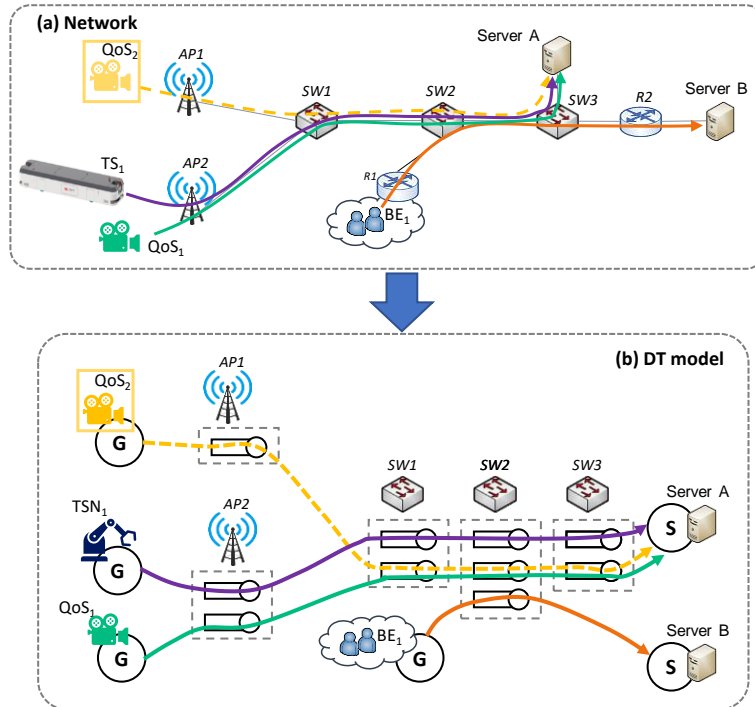 (a) Network
QoS₂
AP1
Server A
SW1
SW2
SW3
R2
Server B
TS₁
AP2
R1
BE₁
QoS₁
(b) DT model
QoS₂
AP1
G
SW1
SW2
SW3
TSN₁
AP2
Server A
S
G
QoS₁
BE₁
G
G
Server B
S